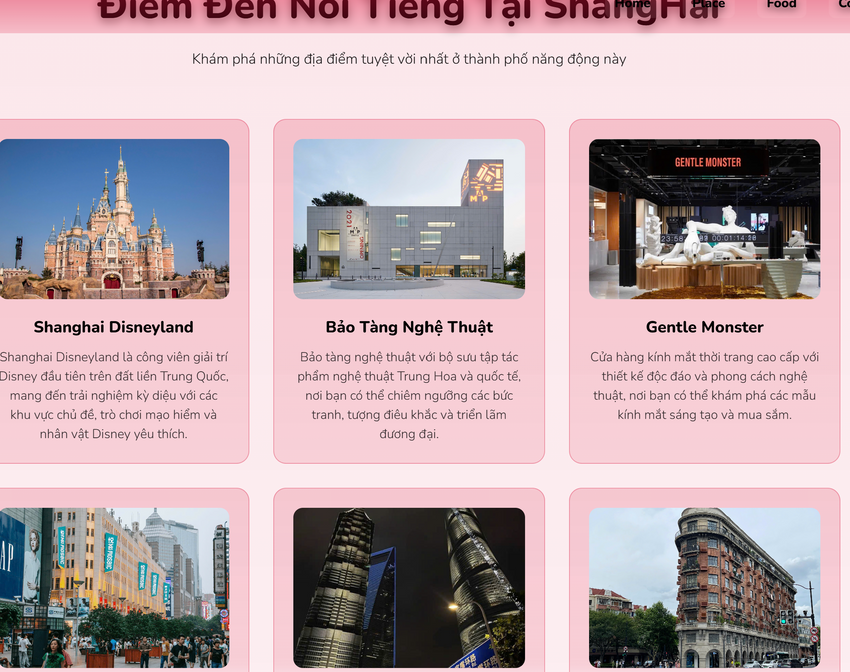 Điểm Đến Nổi Tiếng Tại ShangHai
Home Place Food Co
Khám phá những địa điểm tuyệt vời nhất ở thành phố năng động này
GENTLE MONSTER
Shanghai Disneyland
Shanghai Disneyland là công viên giải trí
Disney đầu tiên trên đất liền Trung Quốc,
mang đến trải nghiệm kỳ diệu với các
khu vực chủ đề, trò chơi mạo hiểm và
nhân vật Disney yêu thích.
Bảo Tàng Nghệ Thuật
Bảo tàng nghệ thuật với bộ sưu tập tác
phẩm nghệ thuật Trung Hoa và quốc tế,
nơi bạn có thể chiêm ngưỡng các bức
tranh, tượng điêu khắc và triển lãm
đương đại.
Gentle Monster
Cửa hàng kính mắt thời trang cao cấp với
thiết kế độc đáo và phong cách nghệ
thuật, nơi bạn có thể khám phá các mẫu
kính mắt sáng tạo và mua sắm.